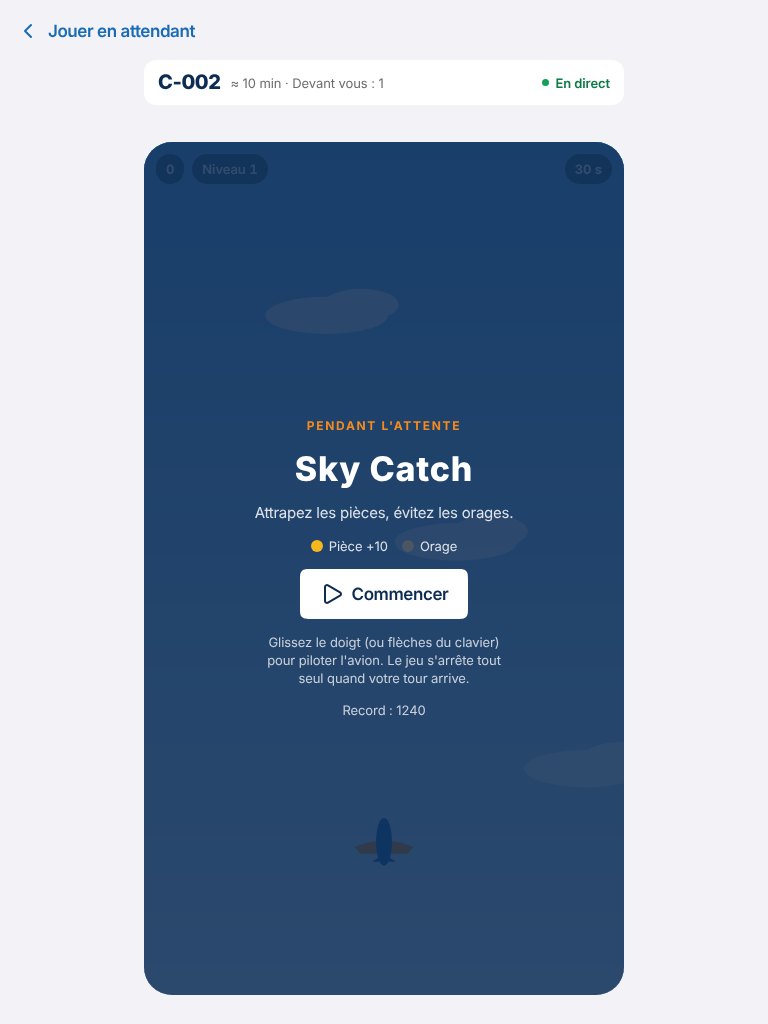 Jouer en attendant
C-002 ≈ 10 min · Devant vous : 1 En direct
0 Niveau 1 30 s
PENDANT L'ATTENTE
Sky Catch
Attrapez les pièces, évitez les orages.
Pièce +10 Orage
Commencer
Glissez le doigt (ou flèches du clavier)
pour piloter l'avion. Le jeu s'arrête tout
seul quand votre tour arrive.
Record : 1240